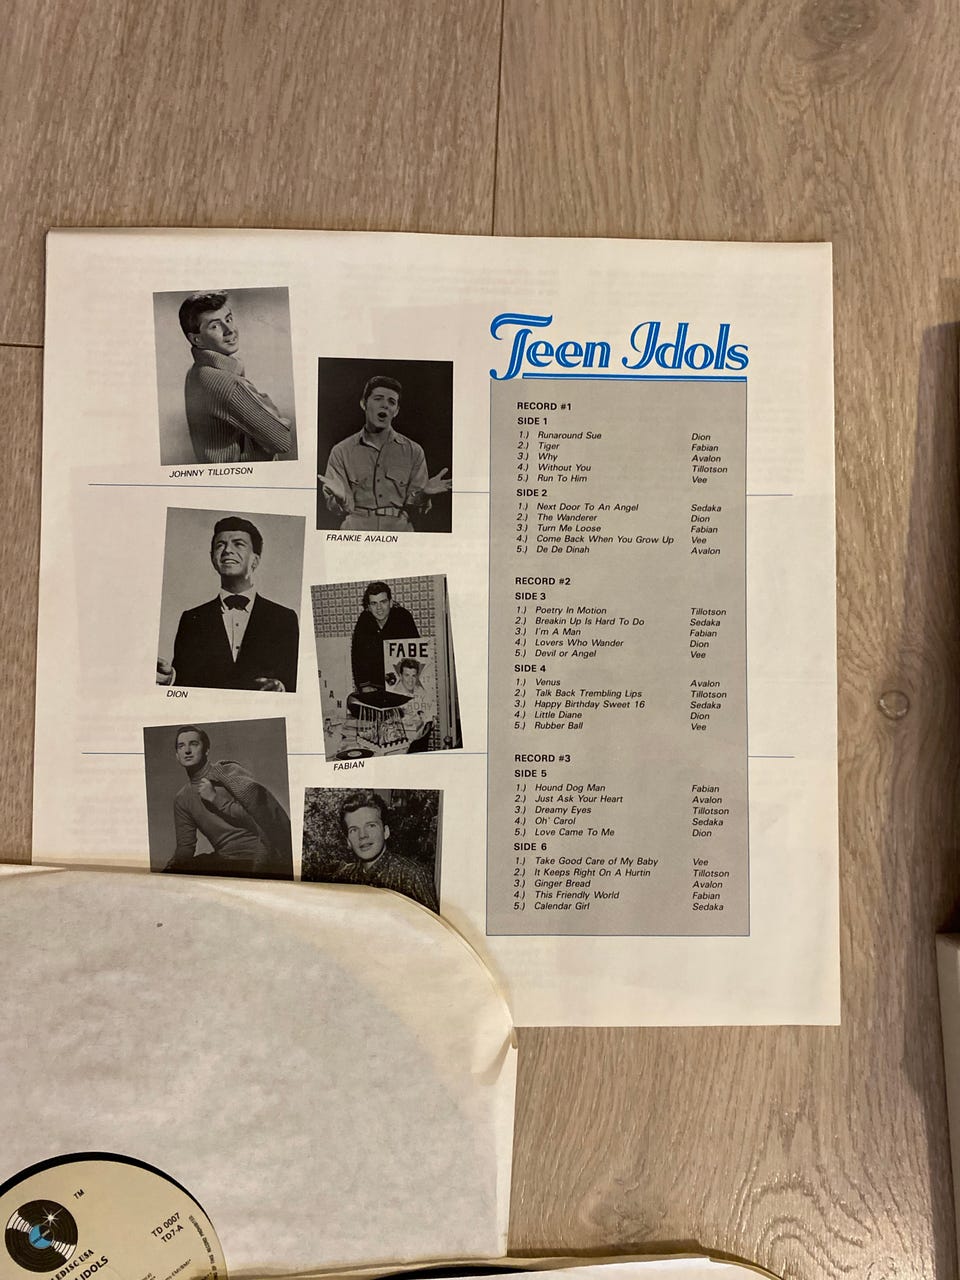 JOHNNY TILLOTSON
FRANKIE AVALON
DION
FABE
FABIAN
Teen Idols
RECORD #1
SIDE 1
1.) Runaround Sue Dion
2.) Tiger Fabian
3.) Why Avalon
4.) Without You Tillotson
5.) Run To Him Vee
SIDE 2
1.) Next Door To An Angel Sedaka
2.) The Wanderer Dion
3.) Turn Me Loose Fabian
4.) Come Back When You Grow Up Vee
5.) De De Dinah Avalon
RECORD #2
SIDE 3
1.) Poetry In Motion Tillotson
2.) Breakin Up Is Hard To Do Sedaka
3.) I'm A Man Fabian
4.) Lovers Who Wander Dion
5.) Devil or Angel Vee
SIDE 4
1.) Venus Avalon
2.) Talk Back Trembling Lips Tillotson
3.) Happy Birthday Sweet 16 Sedaka
4.) Little Diane Dion
5.) Rubber Ball Vee
RECORD #3
SIDE 5
1.) Hound Dog Man Fabian
2.) Just Ask Your Heart Avalon
3.) Dreamy Eyes Tillotson
4.) Oh' Carol Sedaka
5.) Love Came To Me Dion
SIDE 6
1.) Take Good Care of My Baby Vee
2.) It Keeps Right On A Hurtin Tillotson
3.) Ginger Bread Avalon
4.) This Friendly World Fabian
5.) Calendar Girl Sedaka
TM
TD 0007
TD7-A
EDISC USA
IDOLS